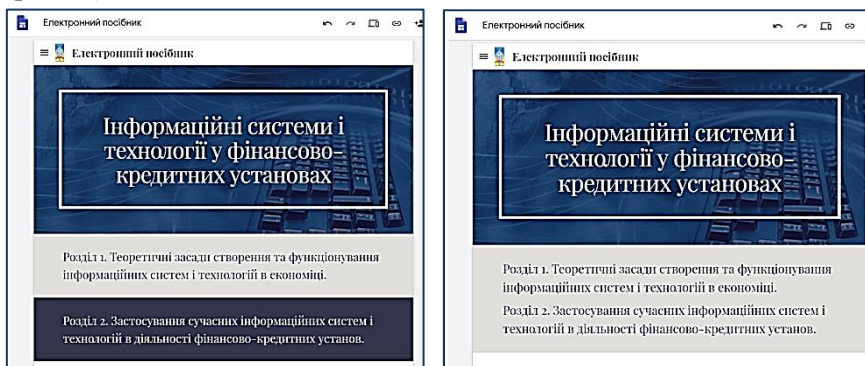 Електронний посібник
Електронний посібник
Інформаційні системи і
технології у фінансово-
кредитних установах
Розділ 1. Теоретичні засади створення та функціонування
інформаційних систем і технологій в економіці.
Розділ 2. Застосування сучасних інформаційних систем і
технологій в діяльності фінансово-кредитних установ.
Електронний посібник
Електронний посібник
Інформаційні системи і
технології у фінансово-
кредитних установах
Розділ 1. Теоретичні засади створення та функціонування
інформаційних систем і технологій в економіці.
Розділ 2. Застосування сучасних інформаційних систем і
технологій в діяльності фінансово-кредитних установ.